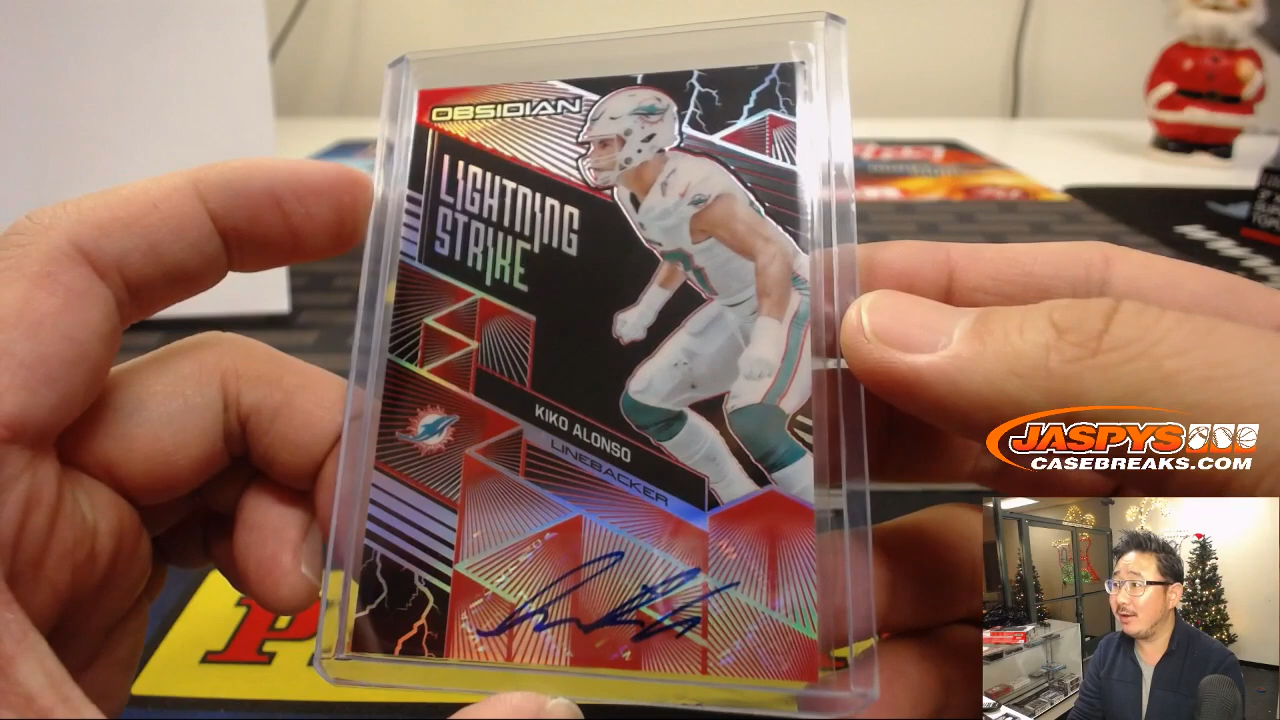 OBSIDIAN
LIGHTNING
STRIKE
KIKO ALONSO
LINEBACKER
JASPYS
CASEBREAKS.COM